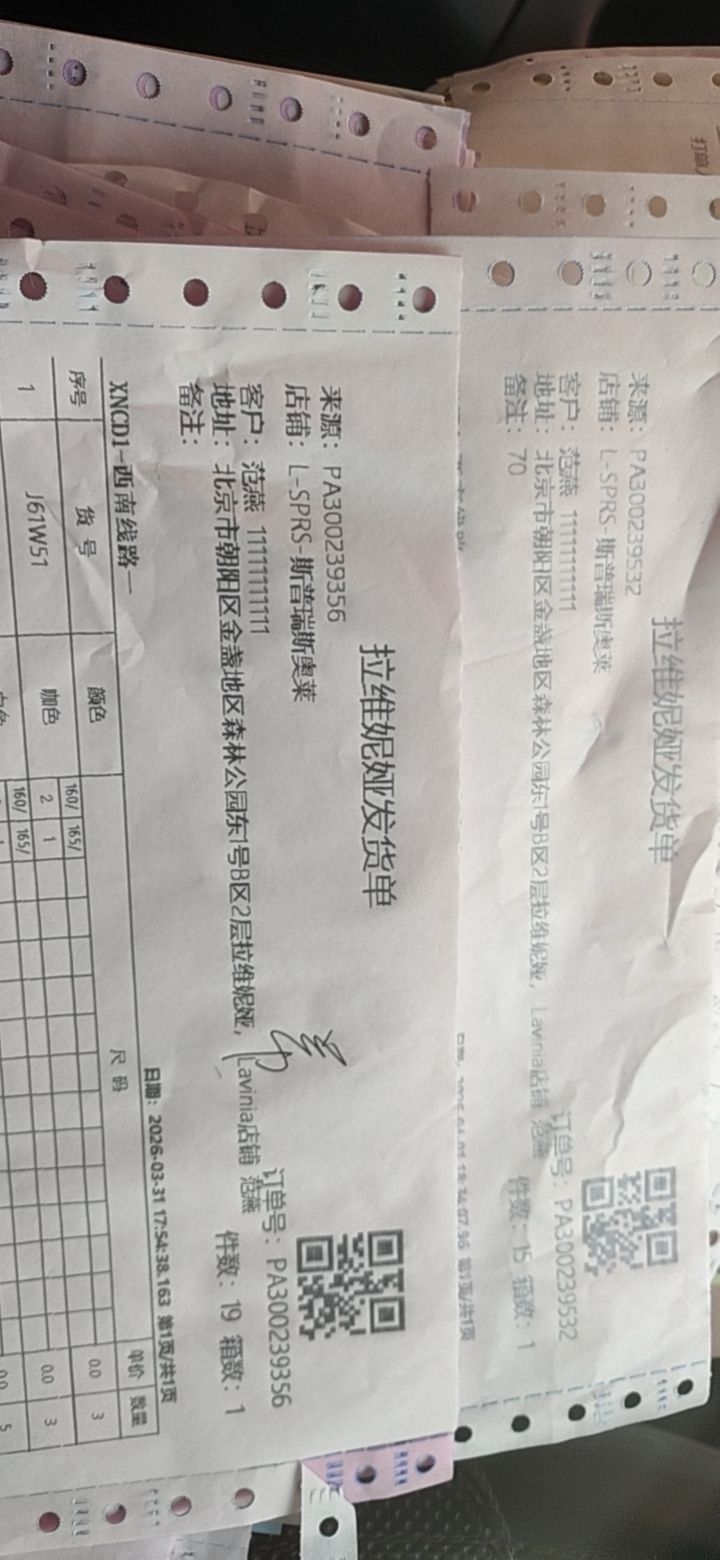 拉维妮娅发货单
来源: PA300239532
店铺: L-SPRS-斯普瑞斯奥莱
订单号: PA300239532
客户: 范燕 11111111111
地址: 北京市朝阳区金盏地区森林公园东1号B区2层拉维妮娅, Lavinia店铺 范燕
件数: 15 箱数: 1
备注: 70
拉维妮娅发货单
来源: PA300239356
店铺: L-SPRS-斯普瑞斯奥莱
订单号: PA300239356
客户: 范燕 11111111111
地址: 北京市朝阳区金盏地区森林公园东1号B区2层拉维妮娅, Lavinia店铺 范燕
件数: 19 箱数: 1
备注:
日期: 2026-03-31 17:54:38.163 第1页/共1页
XNCD1-西南线路一
序号 货号 颜色 尺码 单价 数量
160/ 165/ 0.0 3
1 J61W51 咖色 2 1 0.0 3
160/ 165/